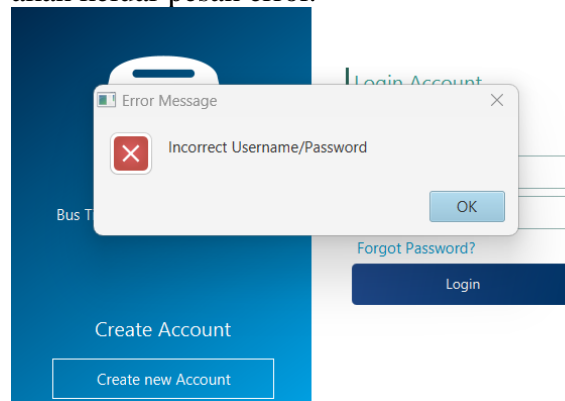 akan keluar pesan error.
Login Account
Error Message
Incorrect Username/Password
OK
Bus T
Forgot Password?
Login
Create Account
Create new Account